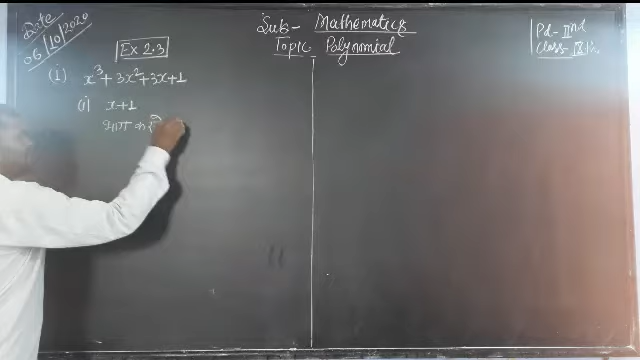 Date
06/10/2020
Sub- Mathematics
Topic Polynomial
Pd- IInd
Class- IXth
Ex 2.3
(1) x³+3x²+3x+1
(i) x+1
भाग